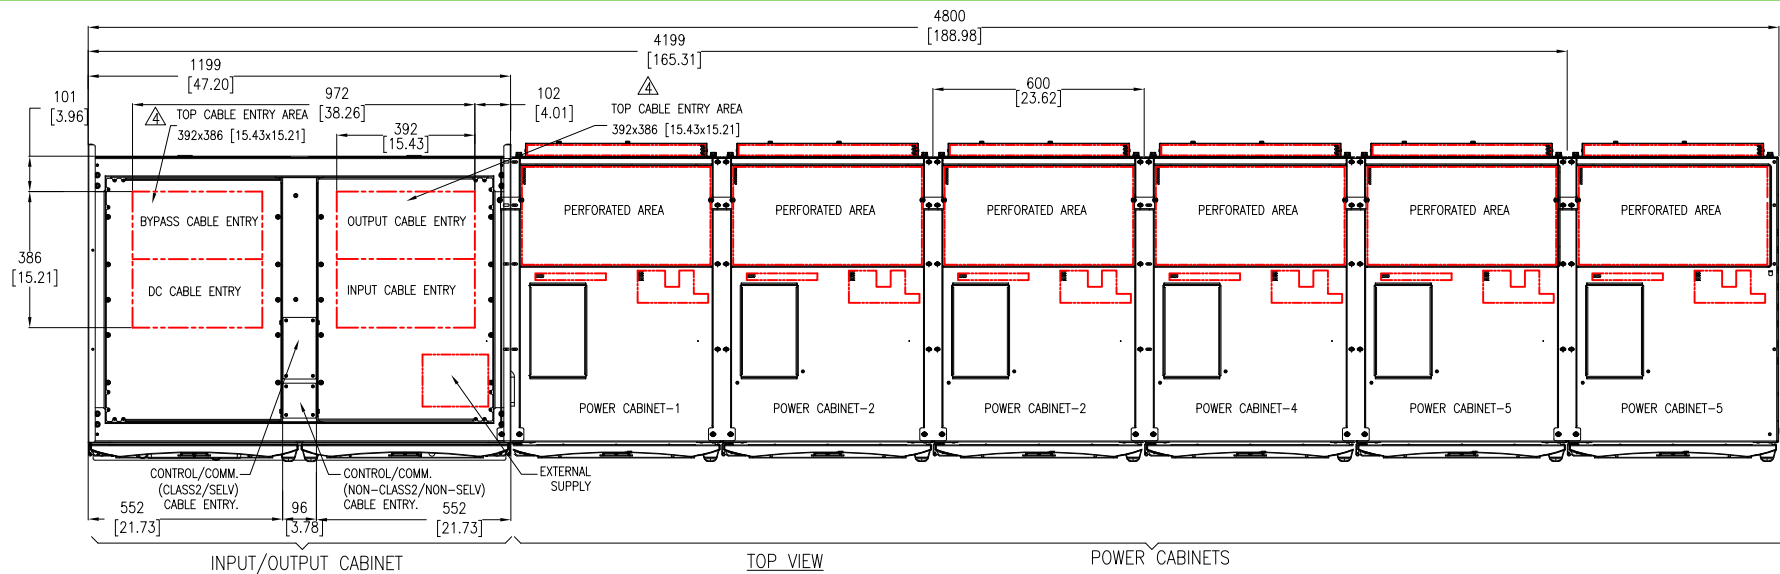 4800
[188.98]
4199
[165.31]
1199
[47.20]
600
[23.62]
101
[3.96]
972
[38.26]
102
[4.01]
4
TOP CABLE ENTRY AREA
392x386 [15.43x15.21]
392
[15.43]
4
TOP CABLE ENTRY AREA
392x386 [15.43x15.21]
386
[15.21]
BYPASS CABLE ENTRY
OUTPUT CABLE ENTRY
DC CABLE ENTRY
INPUT CABLE ENTRY
PERFORATED AREA
PERFORATED AREA
PERFORATED AREA
PERFORATED AREA
PERFORATED AREA
PERFORATED AREA
POWER CABINET-1
POWER CABINET-2
POWER CABINET-2
POWER CABINET-4
POWER CABINET-5
POWER CABINET-5
CONTROL/COMM.
(CLASS2/SELV)
CABLE ENTRY.
CONTROL/COMM.
(NON-CLASS2/NON-SELV)
CABLE ENTRY.
EXTERNAL
SUPPLY
552
[21.73]
96
[3.78]
552
[21.73]
INPUT/OUTPUT CABINET
TOP VIEW
POWER CABINETS